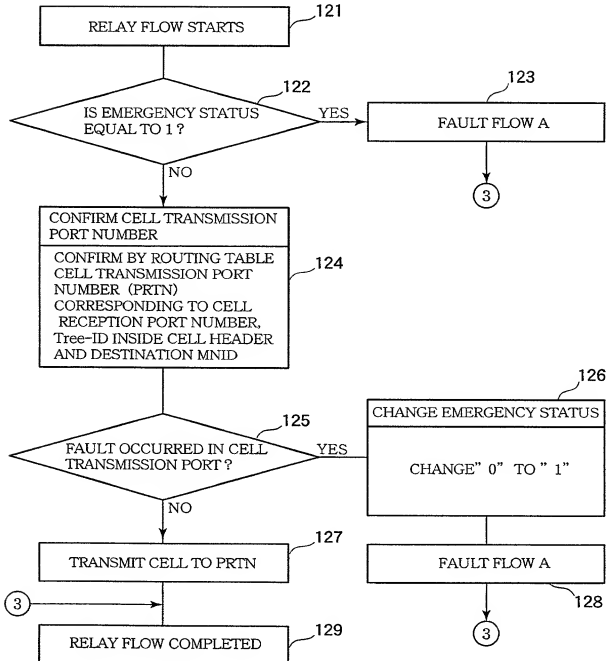 RELAY FLOW STARTS
121
122
IS EMERGENCY STATUS
EQUAL TO 1 ?
YES
123
FAULT FLOW A
3
NO
CONFIRM CELL TRANSMISSION
PORT NUMBER
CONFIRM BY ROUTING TABLE
CELL TRANSMISSION PORT
NUMBER (PRTN)
CORRESPONDING TO CELL
RECEPTION PORT NUMBER,
Tree-ID INSIDE CELL HEADER
AND DESTINATION MNID
124
125
FAULT OCCURRED IN CELL
TRANSMISSION PORT ?
YES
126
CHANGE EMERGENCY STATUS
CHANGE" 0" TO " 1"
NO
TRANSMIT CELL TO PRTN
127
FAULT FLOW A
128
3
3
RELAY FLOW COMPLETED
129